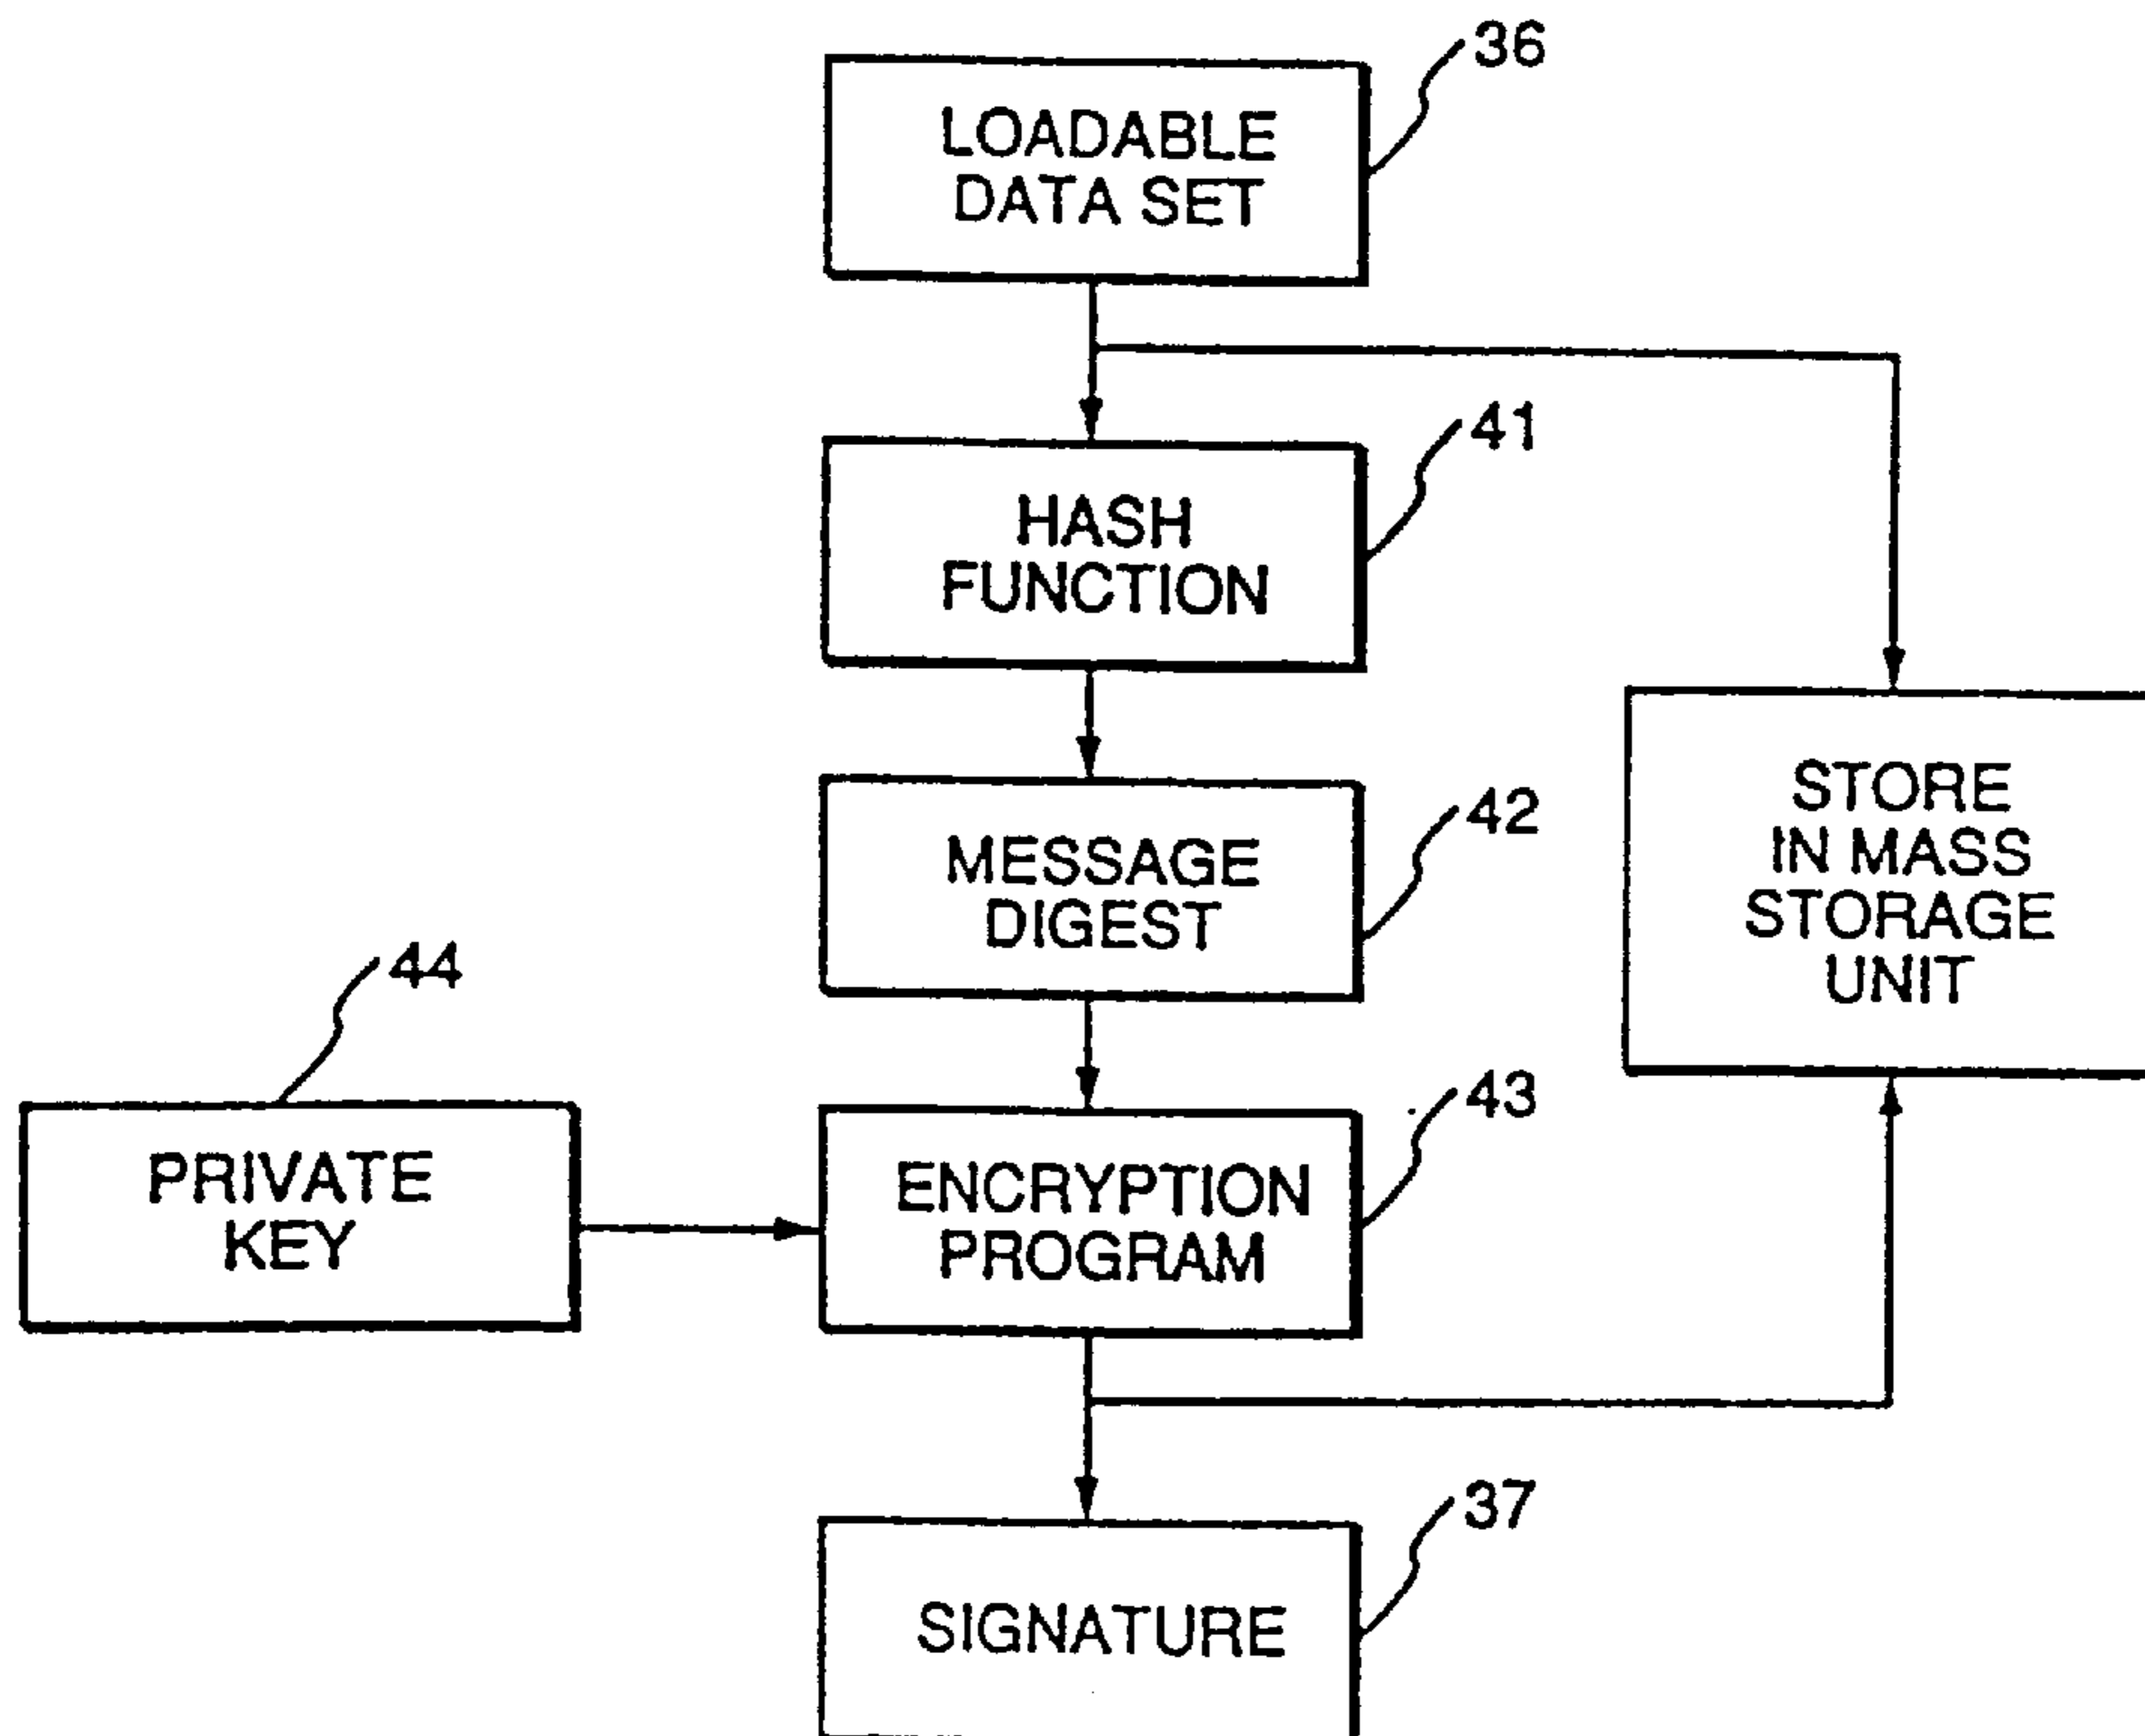 36
LOADABLE
DATA SET
41
HASH
FUNCTION
STORE
IN MASS
STORAGE
UNIT
42
MESSAGE
DIGEST
44
43
PRIVATE
KEY
ENCRYPTION
PROGRAM
37
SIGNATURE